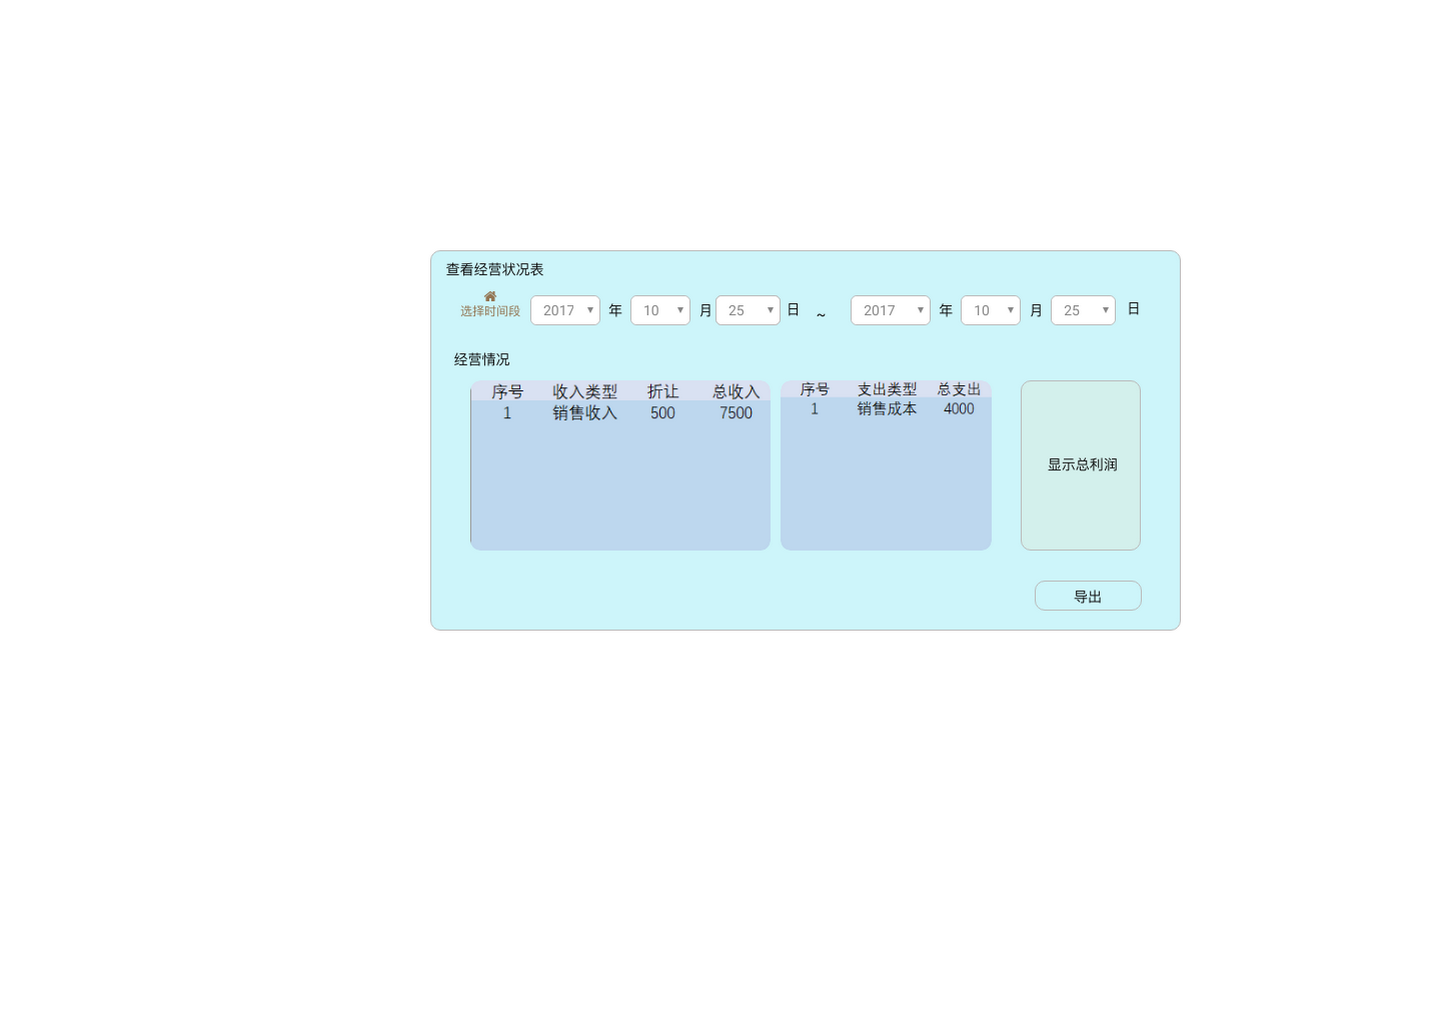 查看经营状况表
选择时间段 2017 年 10 月 25 日 ~ 2017 年 10 月 25 日
经营情况
序号 收入类型 折让 总收入
1 销售收入 500 7500
序号 支出类型 总支出
1 销售成本 4000
显示总利润
导出